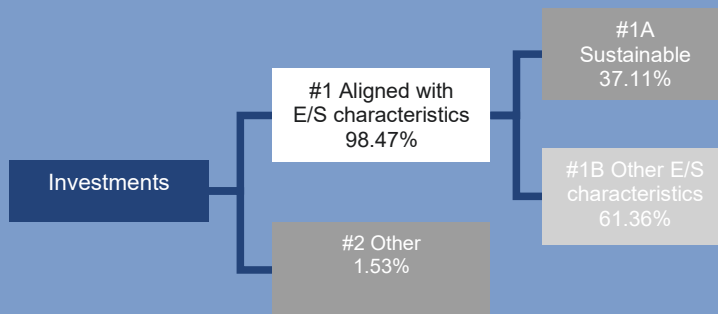 Investments
#1 Aligned with
E/S characteristics
98.47%
#2 Other
1.53%
#1A
Sustainable
37.11%
#1B Other E/S
characteristics
61.36%